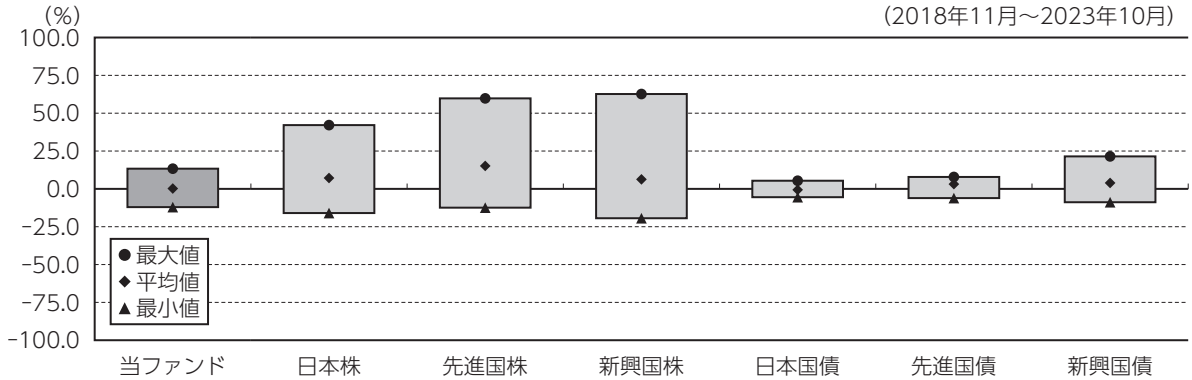 (%)
(2018年11月～2023年10月)
100.0
75.0
50.0
25.0
0.0
-25.0
-50.0
-75.0
-100.0
●最大値
◆平均値
▲最小値
当ファンド 日本株 先進国株 新興国株 日本国債 先進国債 新興国債